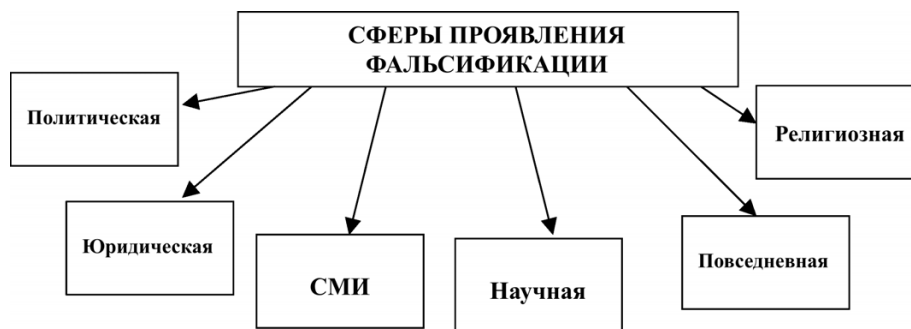 СФЕРЫ ПРОЯВЛЕНИЯ
ФАЛЬСИФИКАЦИИ
Политическая
Религиозная
Юридическая
СМИ
Научная
Повседневная